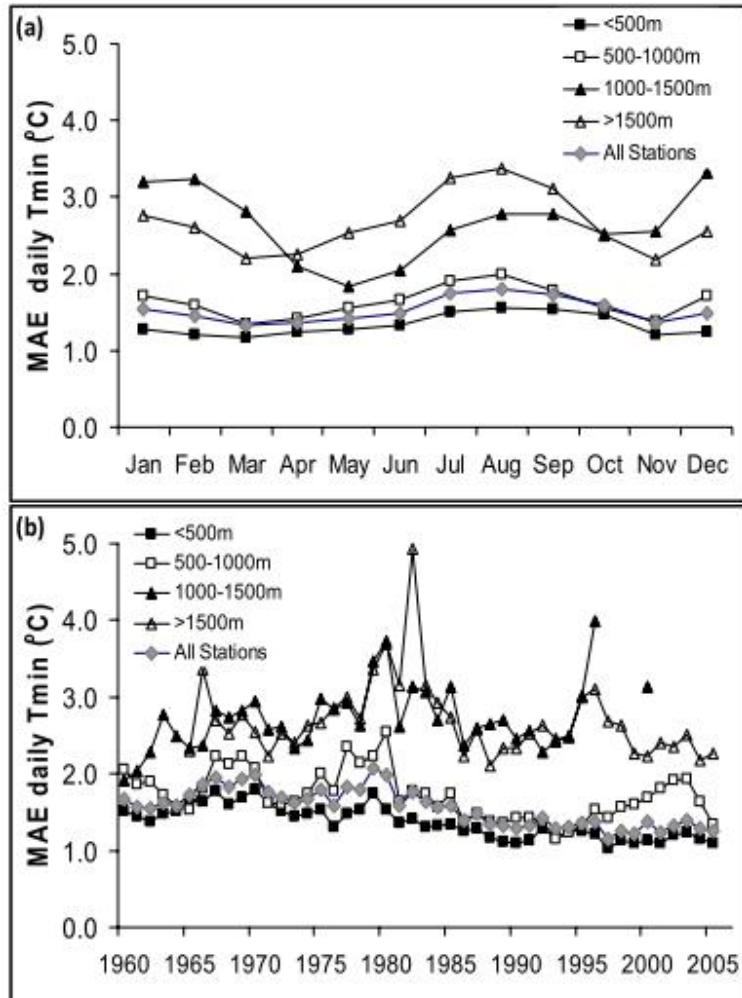 (a)
<500m
500-1000m
1000-1500m
>1500m
All Stations
MAE daily Tmin (ºC)
5.0
4.0
3.0
2.0
1.0
0.0
Jan Feb Mar Apr May Jun Jul Aug Sep Oct Nov Dec
(b)
<500m
500-1000m
1000-1500m
>1500m
All Stations
MAE daily Tmin (ºC)
5.0
4.0
3.0
2.0
1.0
0.0
1960 1965 1970 1975 1980 1985 1990 1995 2000 2005